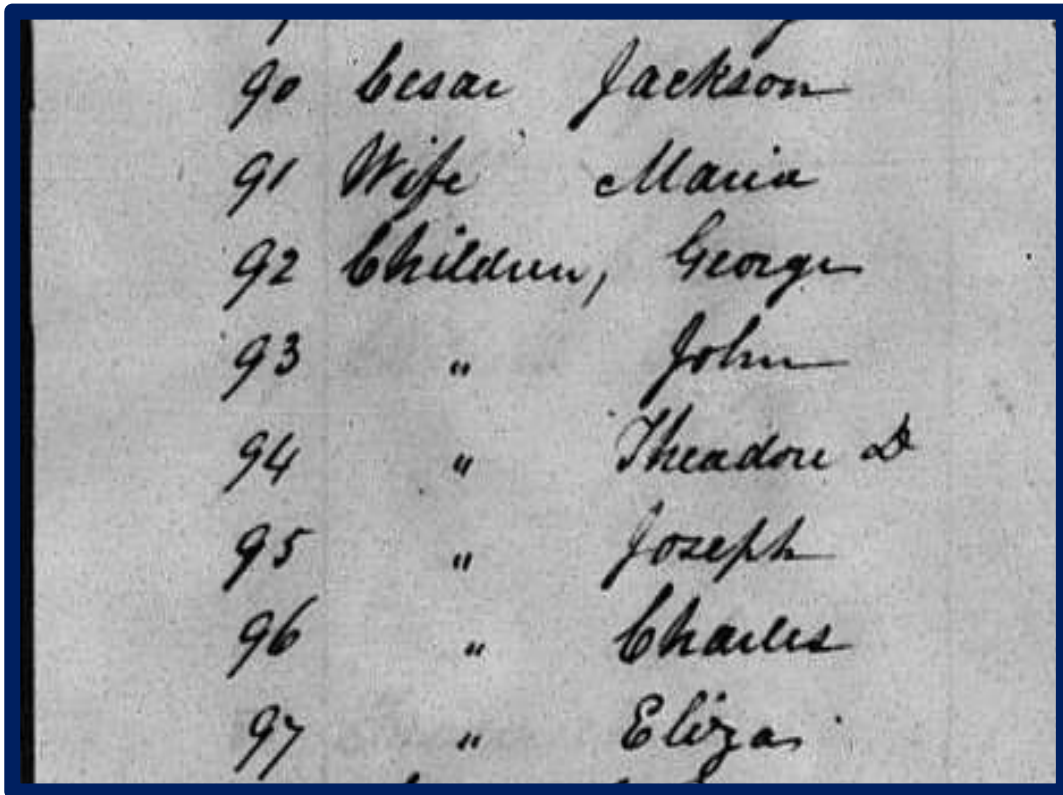 90 Cesar Jackson
91 Wife Maria
92 Children, George
93 " John
94 " Theadore D
95 " Joseph
96 " Charles
97 " Eliza